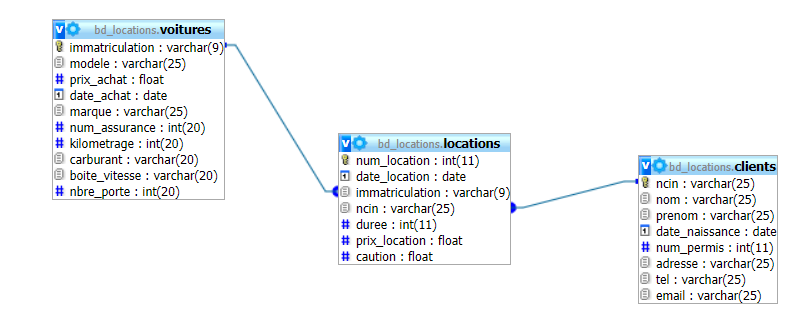 bd_locations.voitures
immatriculation : varchar(9)
modele : varchar(25)
prix_achat : float
date_achat : date
marque : varchar(25)
num_assurance : int(20)
kilometrage : int(20)
carburant : varchar(20)
boite_vitesse : varchar(20)
nbre_porte : int(20)
bd_locations.locations
num_location : int(11)
date_location : date
immatriculation : varchar(9)
ncin : varchar(25)
duree : int(11)
prix_location : float
caution : float
bd_locations.clients
ncin : varchar(25)
nom : varchar(25)
prenom : varchar(25)
date_naissance : date
num_permis : int(11)
adresse : varchar(25)
tel : varchar(25)
email : varchar(25)